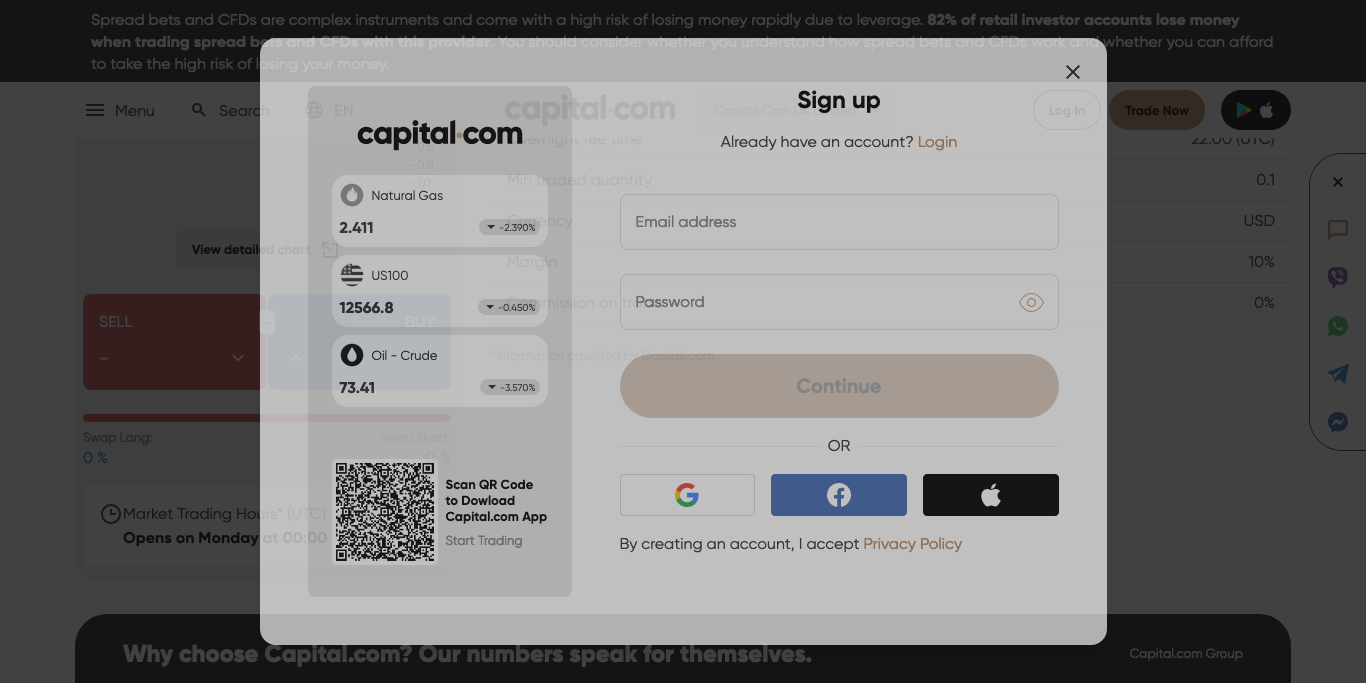 Spread bets and CFDs are complex instruments and come with a high risk of losing money rapidly due to leverage. 82% of retail investor accounts lose money
when trading spread bets and CFDs with this provider. You should consider whether you understand how spread bets and CFDs work and whether you can afford
to take the high risk of losing your money.
Menu
Search
EN
capital.com
Capital Com
Log In
Trade Now
Overnight fee time
22:00 (UTC)
-0.8
-1.0
Min traded quantity
0.1
Currency
USD
Margin
10%
0%
View detailed chart
SELL
-
BUY
*Information provided by Capital.com
Swap Long:
0 %
Swap Short:
0 %
Market Trading Hours* (UTC)
Opens on Monday at 00:00
Sign up
Already have an account? Login
capital.com
Natural Gas
2.411
-2.390%
US100
12566.8
-0.450%
Oil - Crude
73.41
-3.570%
Scan QR Code
to Dowload
Capital.com App
Start Trading
Email address
Password
Continue
OR
By creating an account, I accept Privacy Policy
Why choose Capital.com? Our numbers speak for themselves.
Capital.com Group